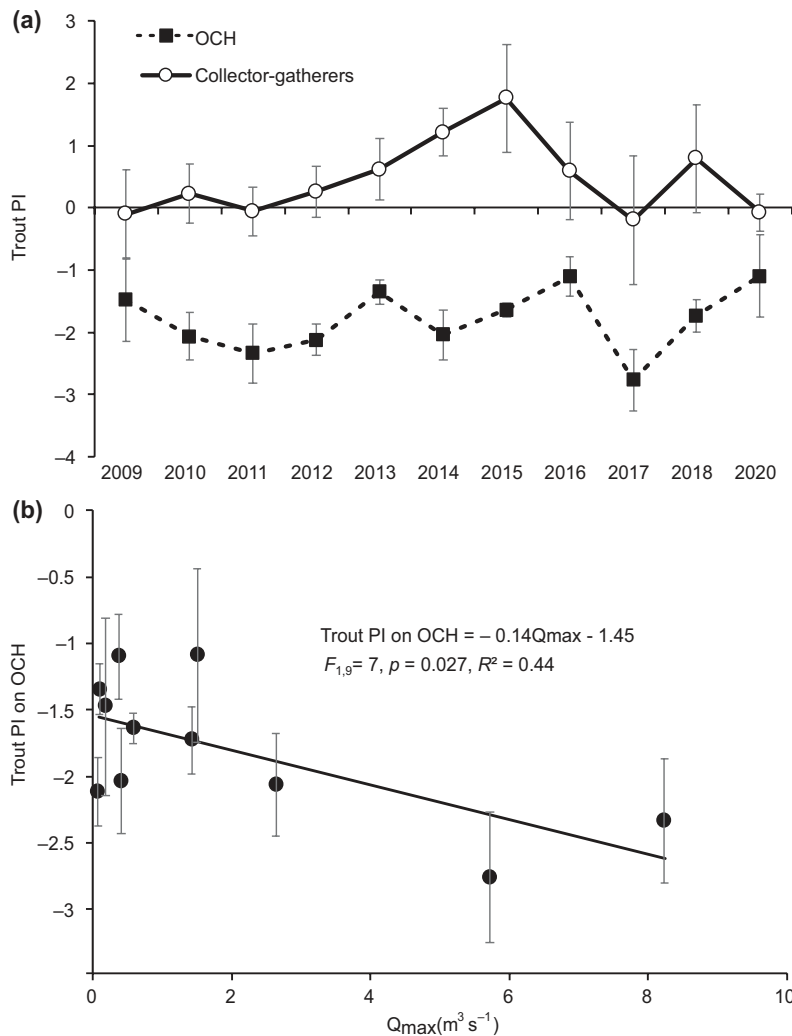 (a)
3
2
1
0
–1
–2
–3
–4
Trout PI
OCH
Collector-gatherers
2009 2010 2011 2012 2013 2014 2015 2016 2017 2018 2020
(b)
0
–0.5
–1
–1.5
–2
–2.5
–3
Trout PI on OCH
Trout PI on OCH = – 0.14Qmax - 1.45
F1,9= 7, p = 0.027, R² = 0.44
0 2 4 6 8 10
Qmax(m³ s⁻¹)